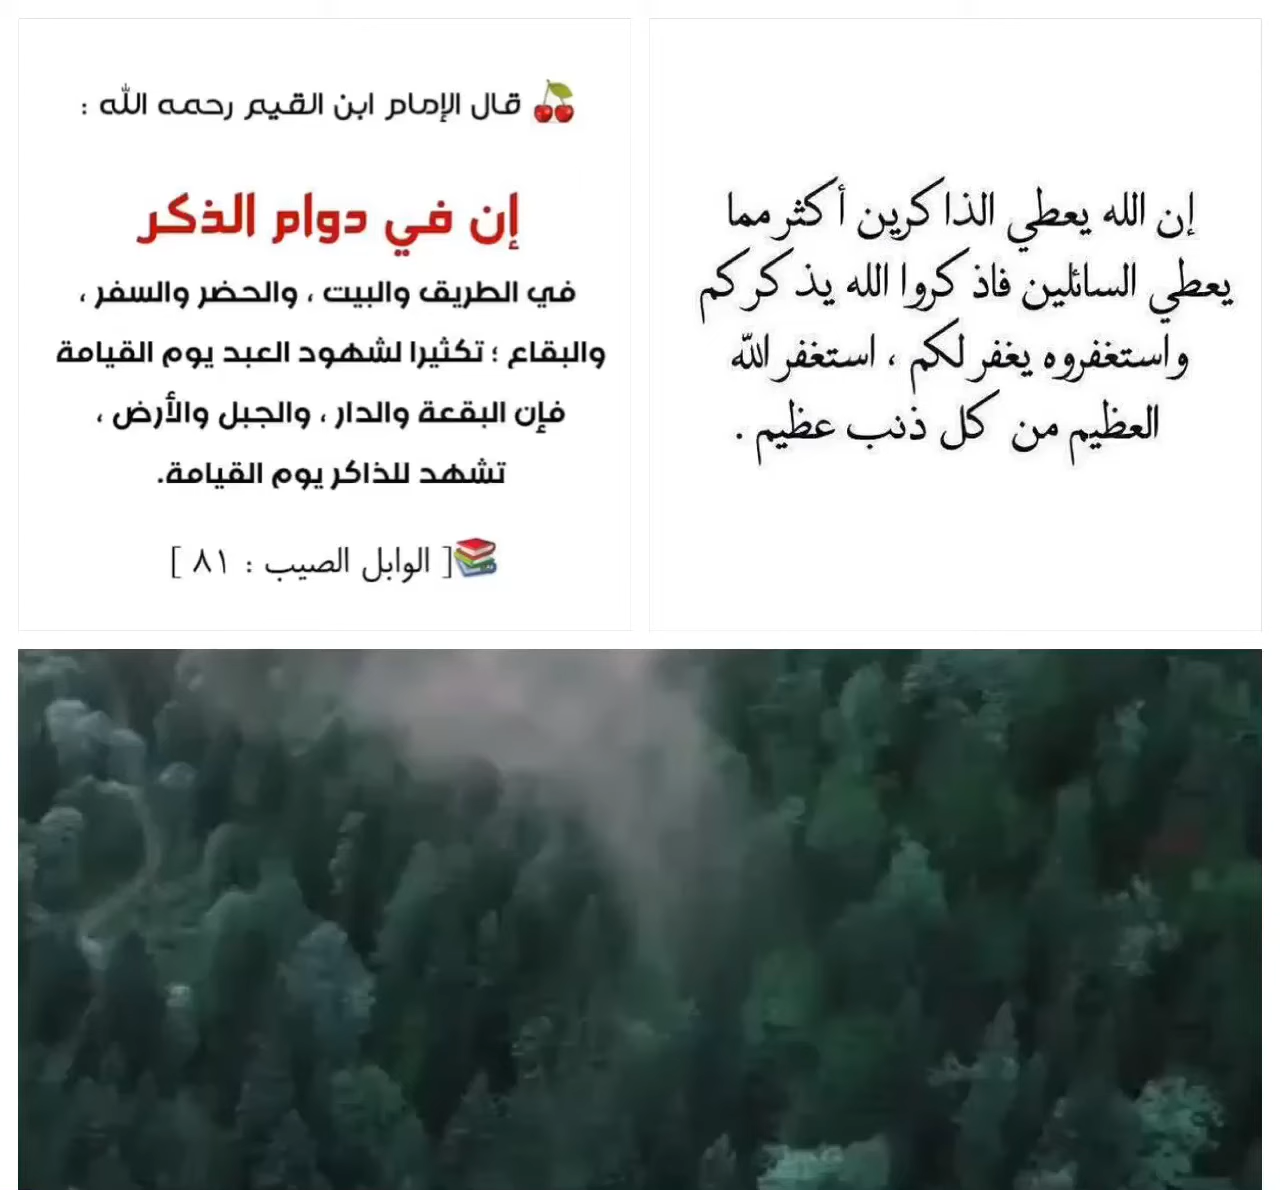 قال الإمام ابن القيم رحمه الله :
إن في دوام الذكر
في الطريق والبيت ، والحضر والسفر ،
والبقاع ؛ تكثيرا لشهود العبد يوم القيامة
فإن البقعة والدار ، والجبل والأرض ،
تشهد للذاكر يوم القيامة.
[ الوابل الصيب : ٨١ ]
إن الله يعطي الذاكرين أكثر مما
يعطي السائلين فاذكروا الله يذكركم
واستغفروه يغفر لكم ، استغفر اللّه
العظيم من كل ذنب عظيم .